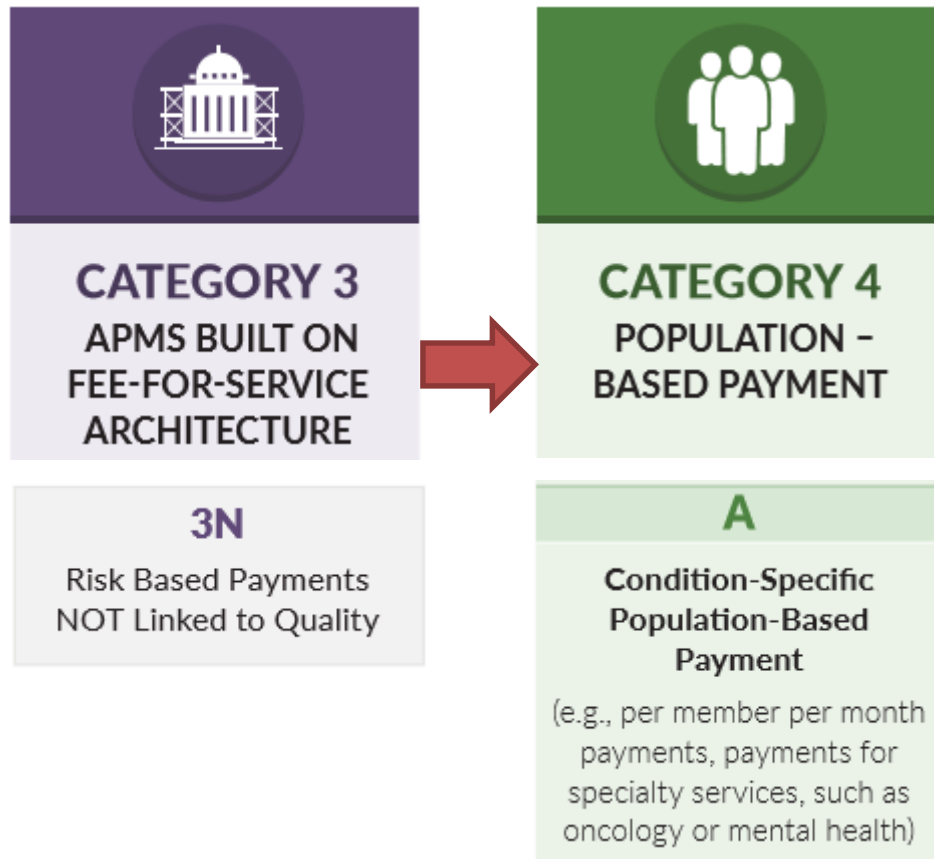 CATEGORY 3
APMS BUILT ON
FEE-FOR-SERVICE
ARCHITECTURE
3N
Risk Based Payments
NOT Linked to Quality
CATEGORY 4
POPULATION –
BASED PAYMENT
A
Condition-Specific
Population-Based
Payment
(e.g., per member per month
payments, payments for
specialty services, such as
oncology or mental health)